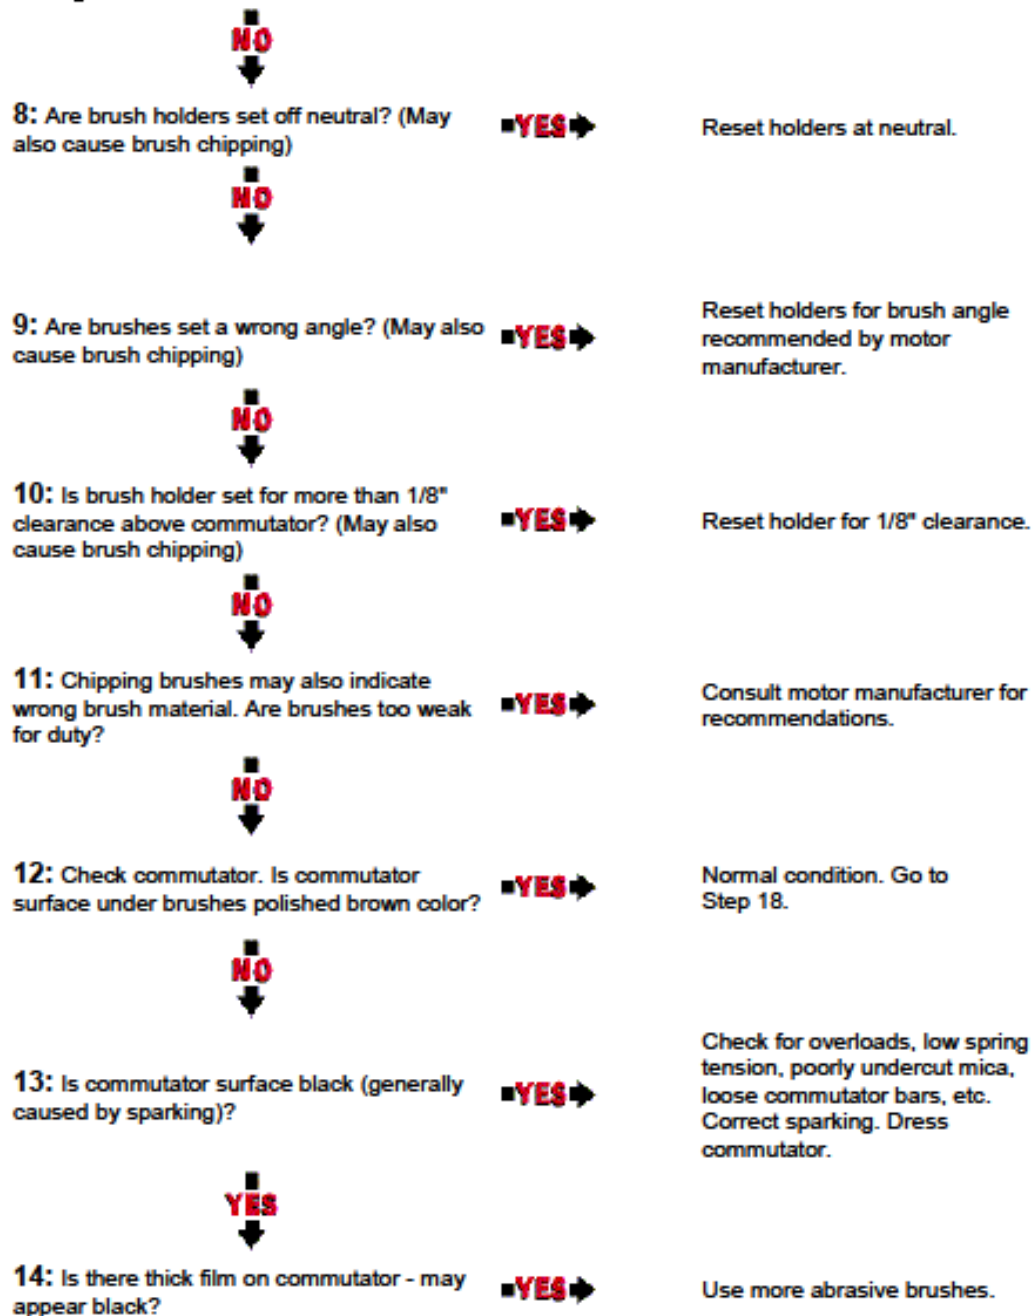 NO
8: Are brush holders set off neutral? (May
also cause brush chipping)
YES
Reset holders at neutral.
NO
9: Are brushes set a wrong angle? (May also
cause brush chipping)
YES
Reset holders for brush angle
recommended by motor
manufacturer.
NO
10: Is brush holder set for more than 1/8"
clearance above commutator? (May also
cause brush chipping)
YES
Reset holder for 1/8" clearance.
NO
11: Chipping brushes may also indicate
wrong brush material. Are brushes too weak
for duty?
YES
Consult motor manufacturer for
recommendations.
NO
12: Check commutator. Is commutator
surface under brushes polished brown color?
YES
Normal condition. Go to
Step 18.
NO
13: Is commutator surface black (generally
caused by sparking)?
YES
Check for overloads, low spring
tension, poorly undercut mica,
loose commutator bars, etc.
Correct sparking. Dress
commutator.
YES
14: Is there thick film on commutator - may
appear black?
YES
Use more abrasive brushes.